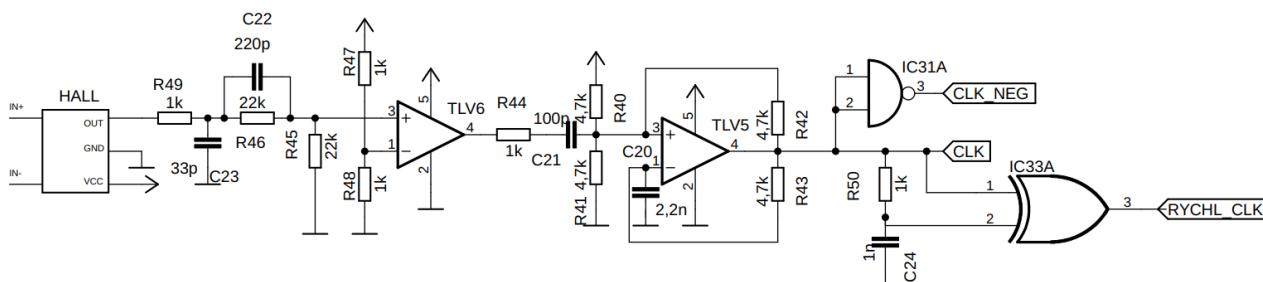 C22
220p
R49
1k
HALL
IN+
IN-
OUT
GND
VCC
22k
R46
33p
C23
R45
22k
R47
1k
R48
1k
3
+
1
−
5
4
2
TLV6
R44
1k
100p
C21
4,7k
R40
R41
4,7k
C20
2,2n
3
+
1
−
5
4
2
TLV5
4,7k
R42
4,7k
R43
1
2
3
IC31A
CLK_NEG
CLK
R50
1k
1n
C24
IC33A
1
2
3
RYCHL_CLK